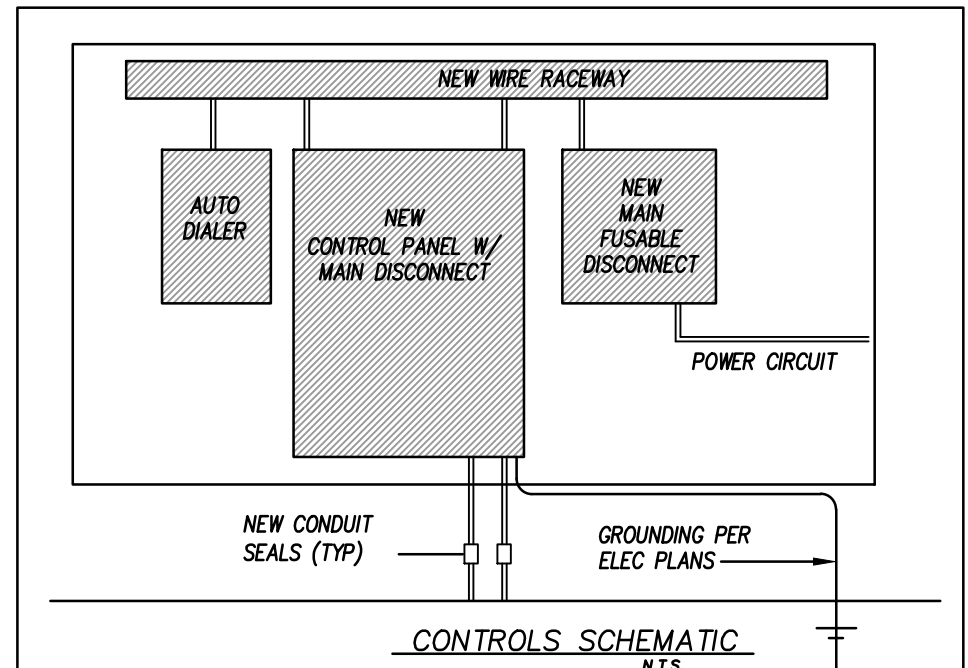 NEW WIRE RACEWAY
AUTO
DIALER
NEW
CONTROL PANEL W/
MAIN DISCONNECT
NEW
MAIN
FUSABLE
DISCONNECT
POWER CIRCUIT
NEW CONDUIT
SEALS (TYP)
GROUNDING PER
ELEC PLANS
CONTROLS SCHEMATIC
N.T.S.